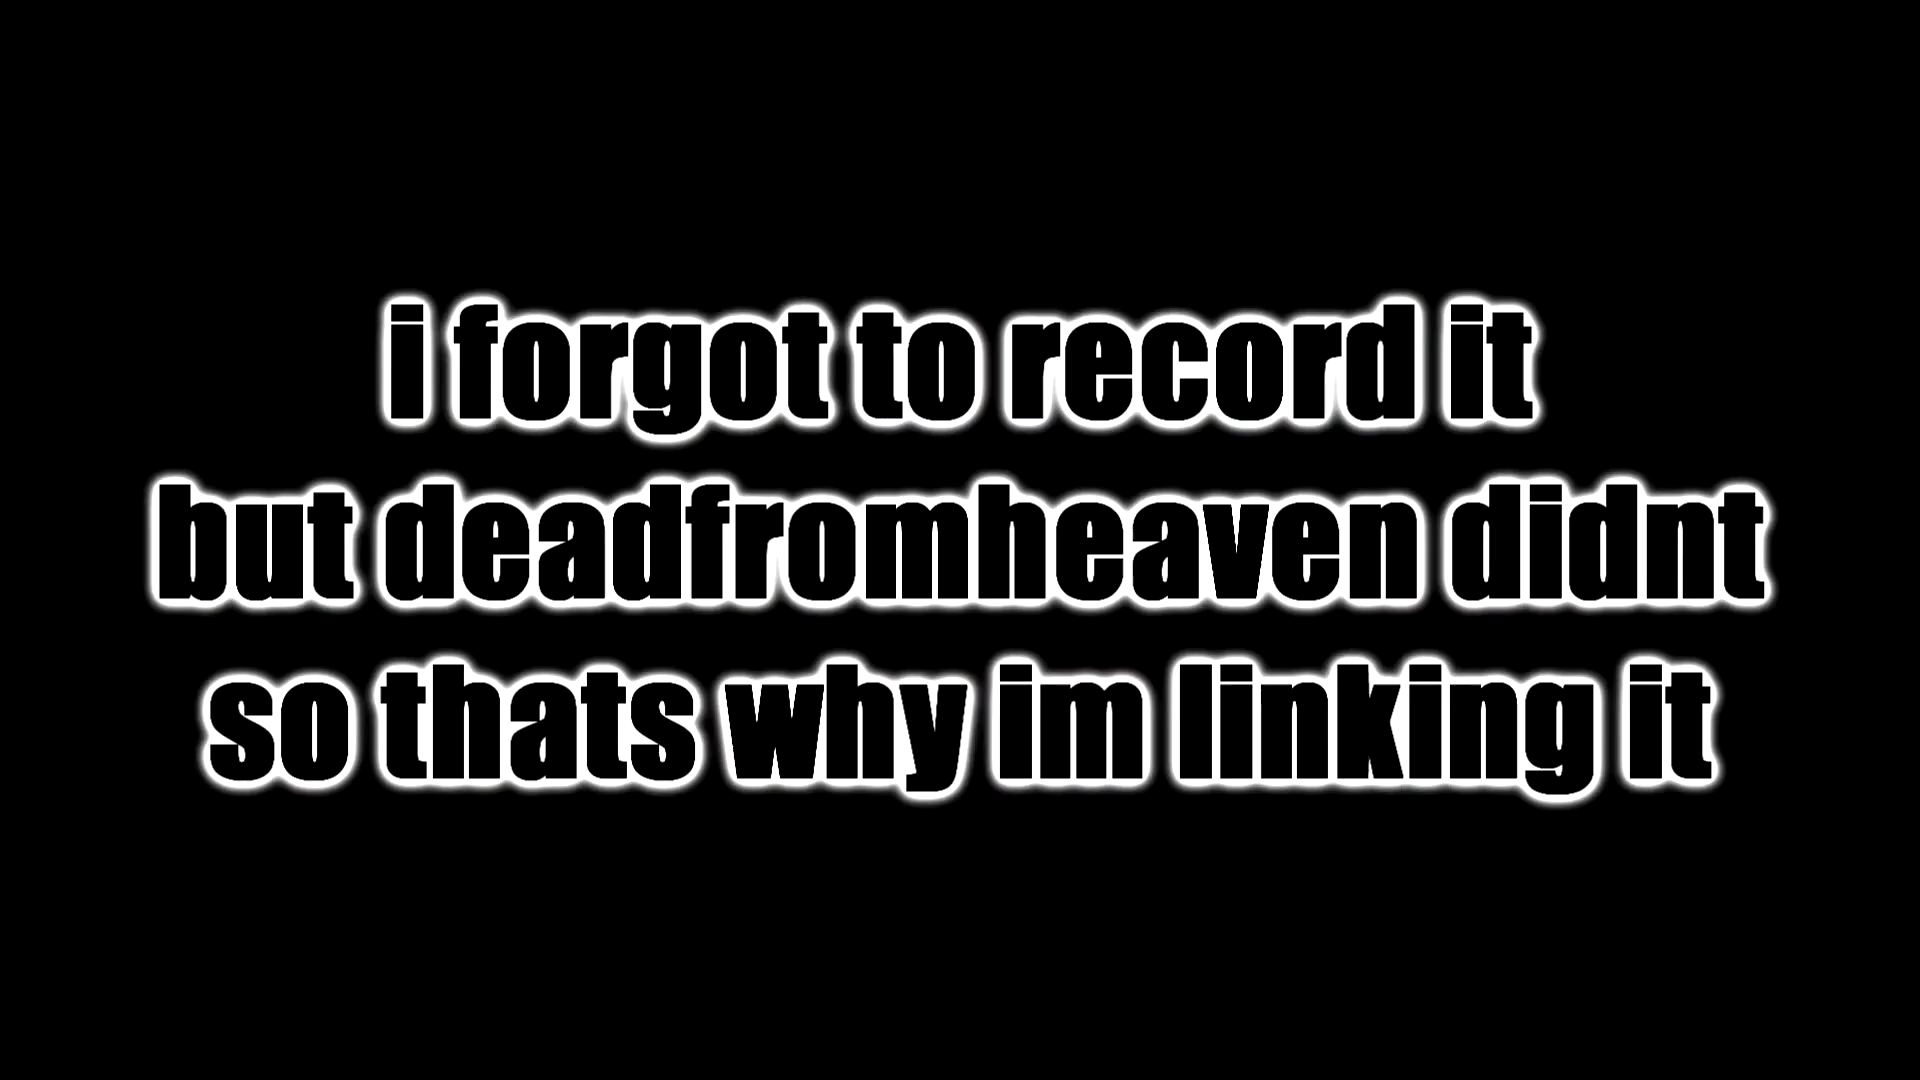 i forgot to record it
but deadfromheaven didnt
so thats why im linking it